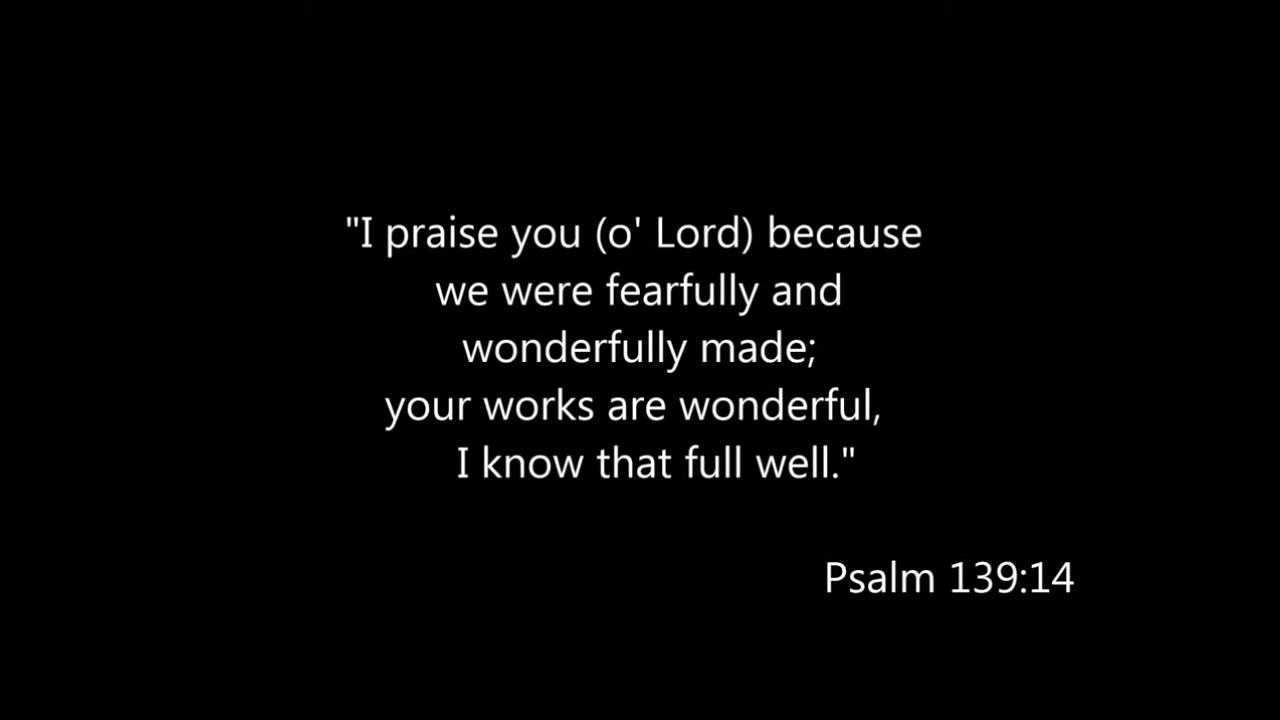 "I praise you (o' Lord) because
we were fearfully and
wonderfully made;
your works are wonderful,
I know that full well."
Psalm 139:14